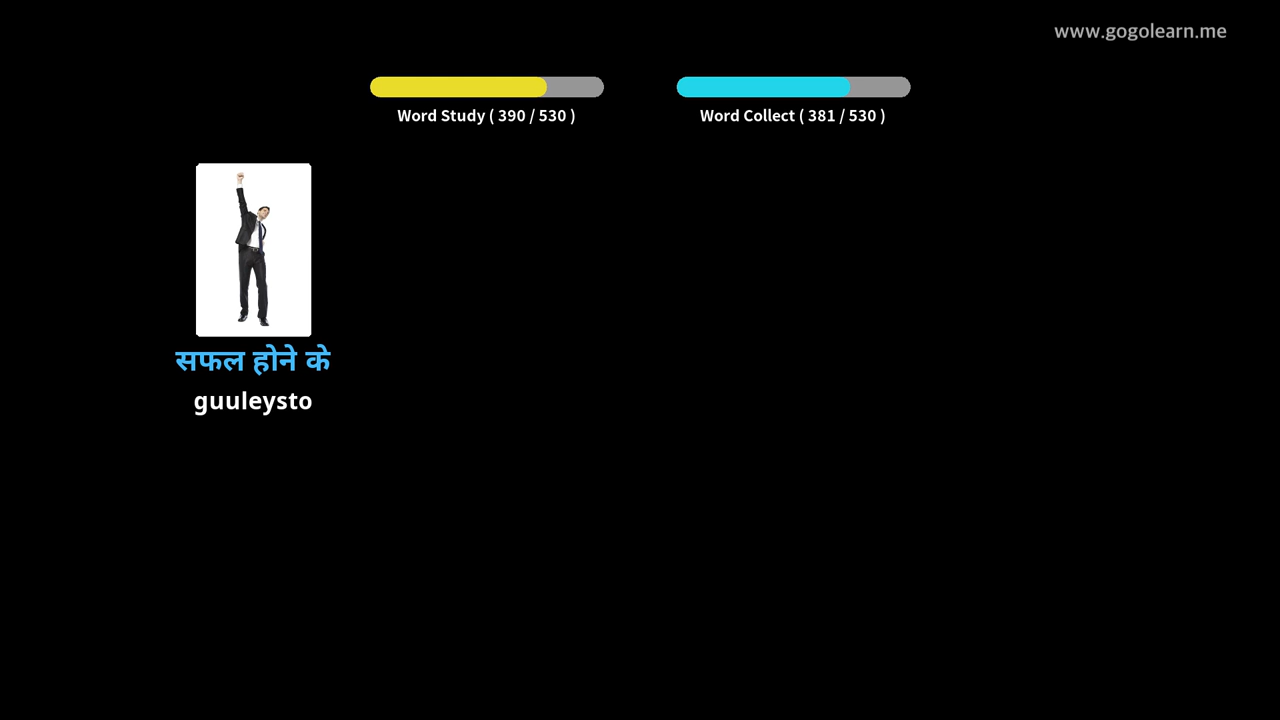 www.gogolearn.me
Word Study ( 390 / 530 )
Word Collect ( 381 / 530 )
सफल होने के
guuleysto